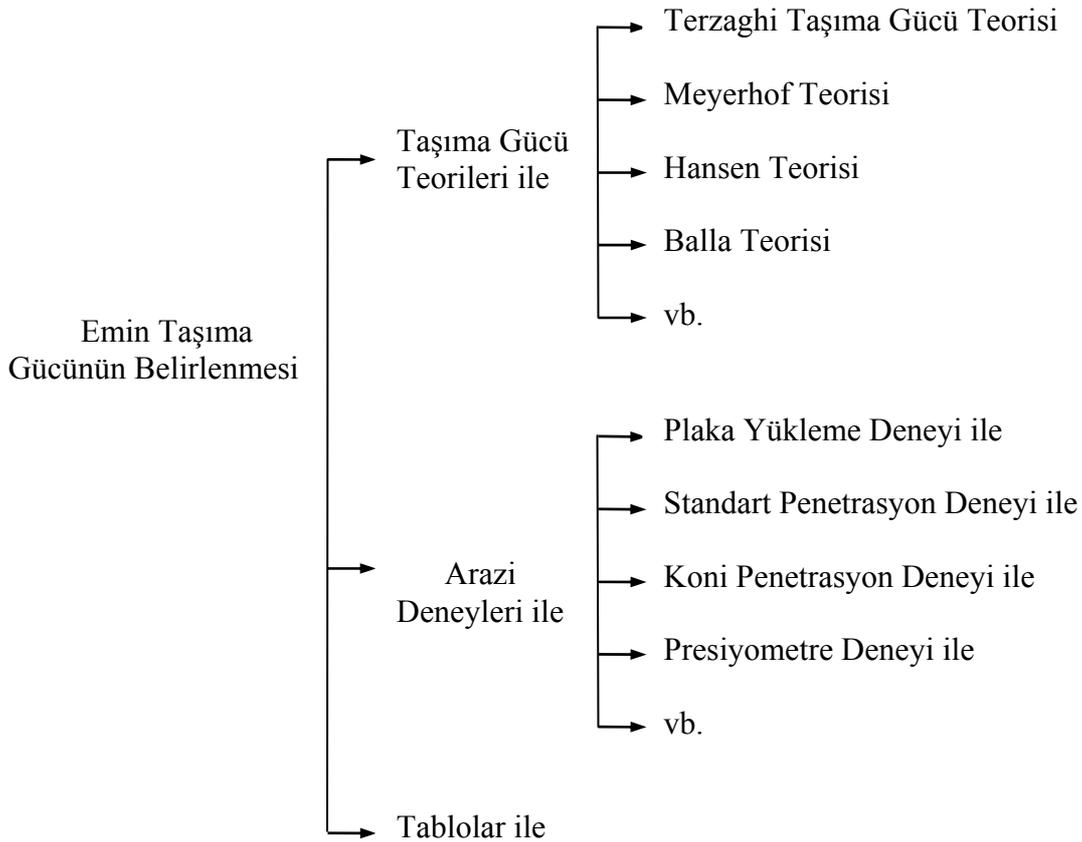 Emin Taşıma
Gücünün Belirlenmesi
Taşıma Gücü
Teorileri ile
Terzaghi Taşıma Gücü Teorisi
Meyerhof Teorisi
Hansen Teorisi
Balla Teorisi
vb.
Arazi
Deneyleri ile
Plaka Yükleme Deneyi ile
Standart Penetrasyon Deneyi ile
Koni Penetrasyon Deneyi ile
Presiyometre Deneyi ile
vb.
Tablolar ile